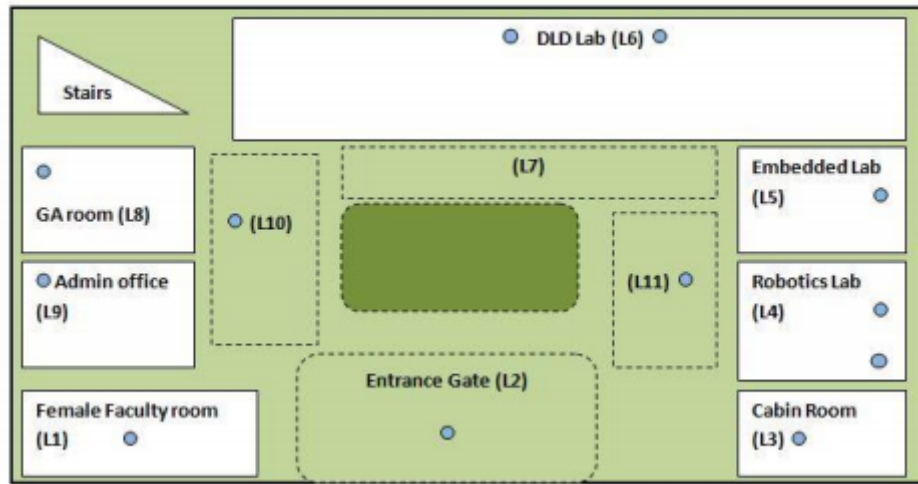 DLD Lab (L6)
Stairs
(L7)
Embedded Lab
(L5)
GA room (L8)
(L10)
Admin office
(L9)
(L11)
Robotics Lab
(L4)
Entrance Gate (L2)
Female Faculty room
(L1)
Cabin Room
(L3)